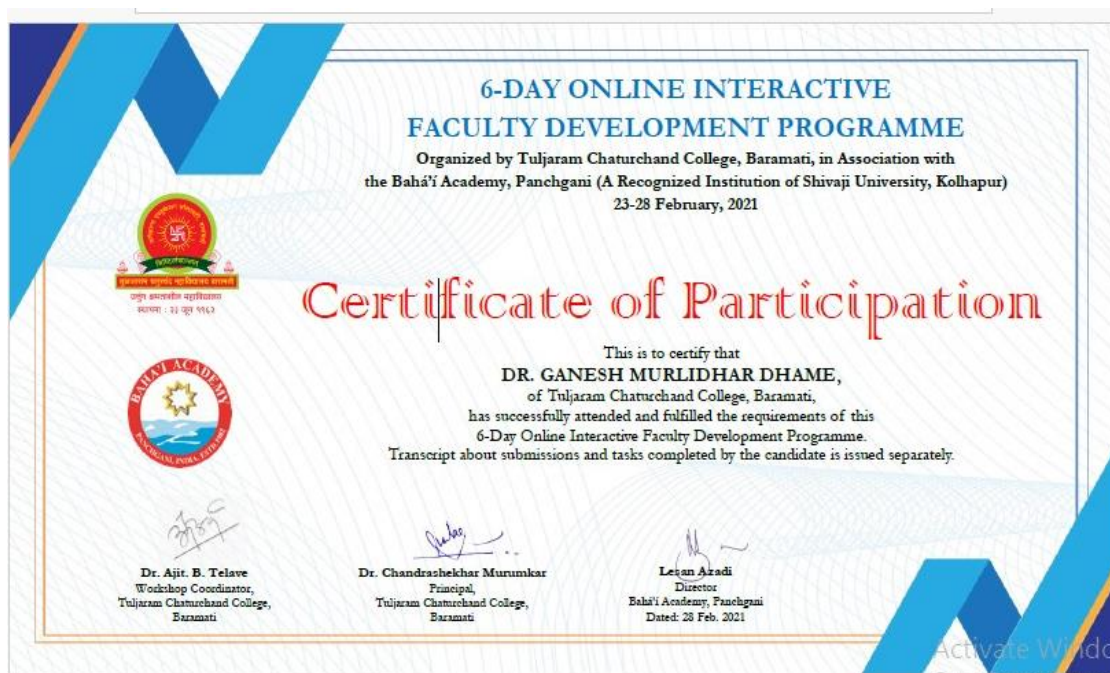 6-DAY ONLINE INTERACTIVE
FACULTY DEVELOPMENT PROGRAMME
Organized by Tuljaram Chaturchand College, Baramati, in Association with
the Bahá'í Academy, Panchgani (A Recognized Institution of Shivaji University, Kolhapur)
23-28 February, 2021
स्थापना : २३ जून १९६२
Certificate of Participation
BAHA'I ACADEMY
PANCHGANI, INDIA. ESTD 1982
This is to certify that
DR. GANESH MURLIDHAR DHAME,
of Tuljaram Chaturchand College, Baramati,
has successfully attended and fulfilled the requirements of this
6-Day Online Interactive Faculty Development Programme.
Transcript about submissions and tasks completed by the candidate is issued separately.
Dr. Ajit. B. Telave
Workshop Coordinator,
Tuljaram Chaturchand College,
Baramati
Dr. Chandrashekhar Murumkar
Principal,
Tuljaram Chaturchand College,
Baramati
Lesan Azadi
Director
Bahá'í Academy, Panchgani
Dated: 28 Feb. 2021
Activate Windo